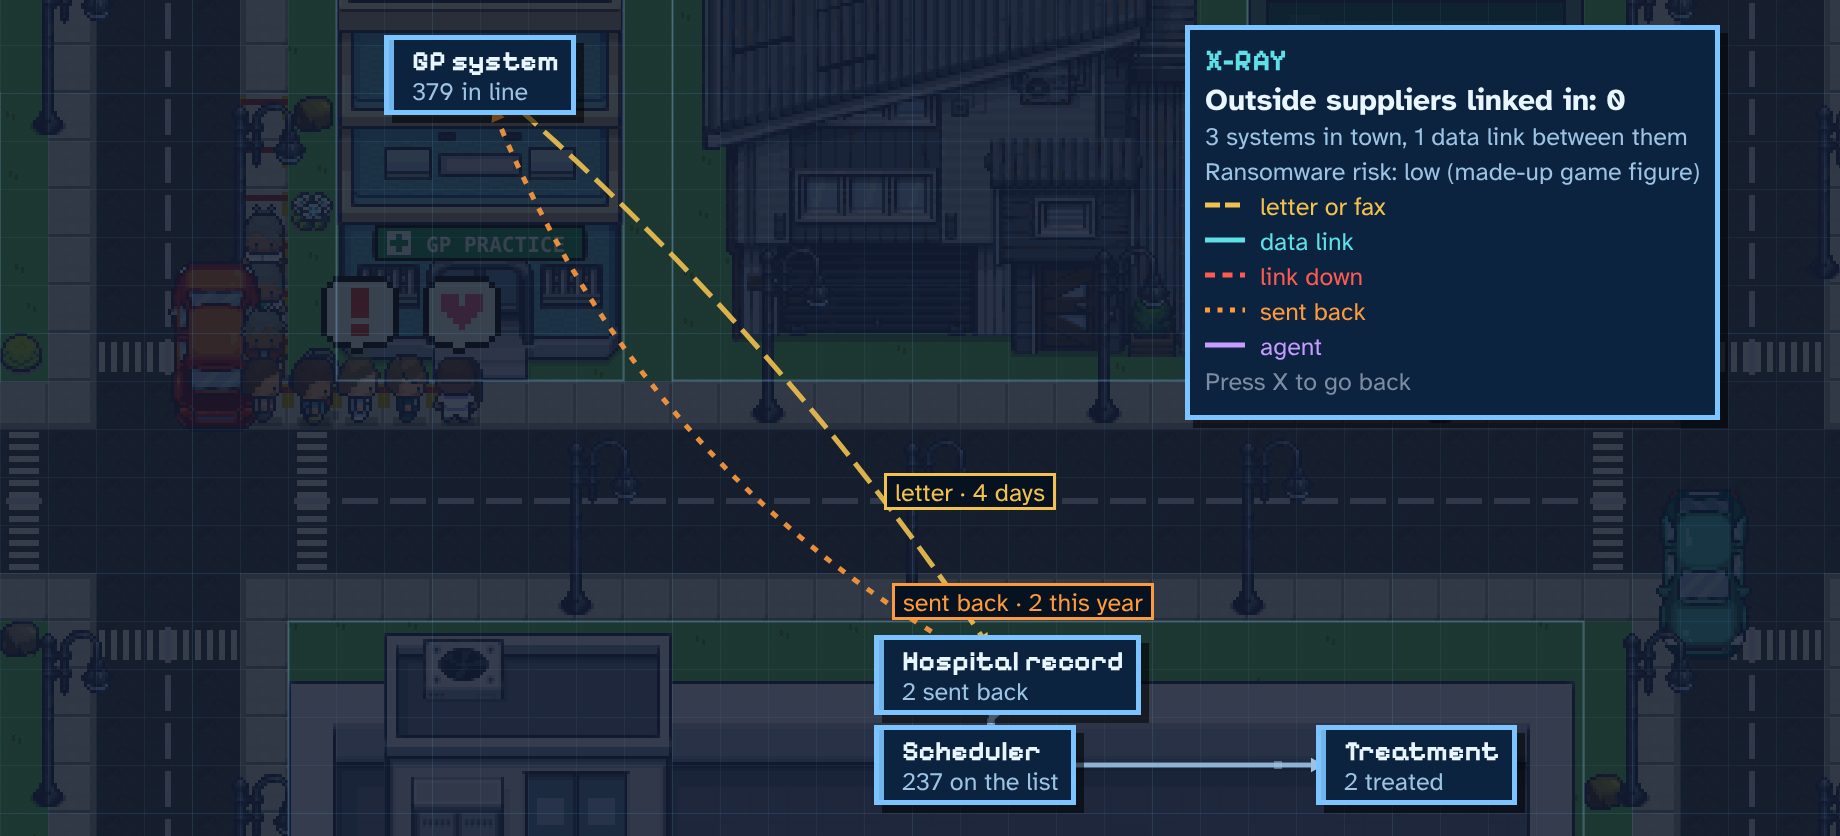 GP system
379 in line
GP PRACTICE
X-RAY
Outside suppliers linked in: 0
3 systems in town, 1 data link between them
Ransomware risk: low (made-up game figure)
letter or fax
data link
link down
sent back
agent
Press X to go back
letter · 4 days
sent back · 2 this year
Hospital record
2 sent back
Scheduler
237 on the list
Treatment
2 treated